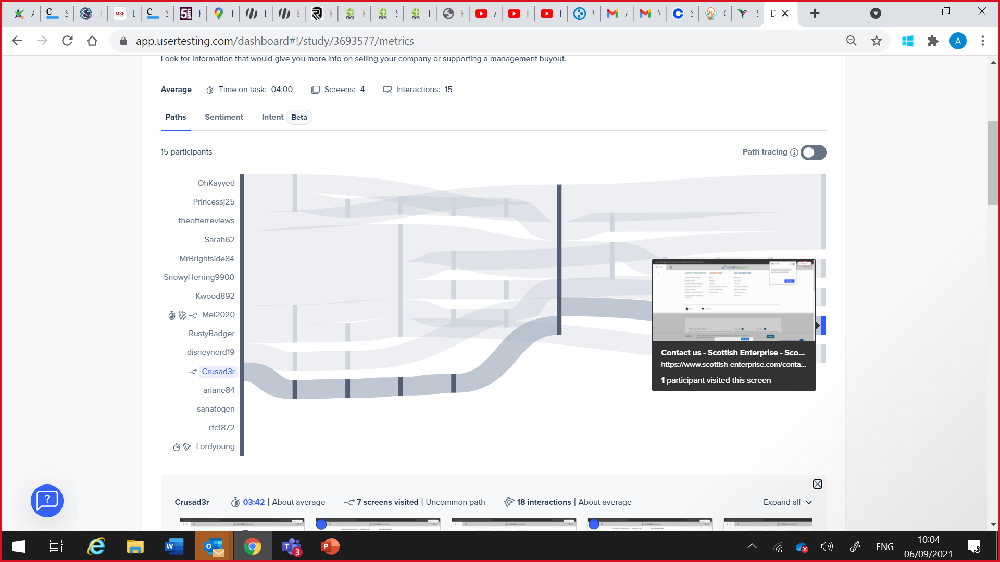 app.usertesting.com/dashboard#!/study/3693577/metrics
A
Look for information that would give you more info on selling your company or supporting a management buyout.
Average Time on task: 04:00 Screens: 4 Interactions: 15
Paths Sentiment Intent Beta
15 participants
Path tracing
OhKayyed
Princessj25
theotterreviews
Sarah62
MrBrightside84
SnowyHerring9900
Kwood892
Mei2020
RustyBadger
disneynerd19
Crusad3r
ariane84
sanatogen
rfc1872
Lordyoung
Contact us - Scottish Enterprise - Sco...
https://www.scottish-enterprise.com/conta...
1 participant visited this screen
Crusad3r 03:42 | About average 7 screens visited | Uncommon path 18 interactions | About average Expand all
ENG
10:04
06/09/2021
3